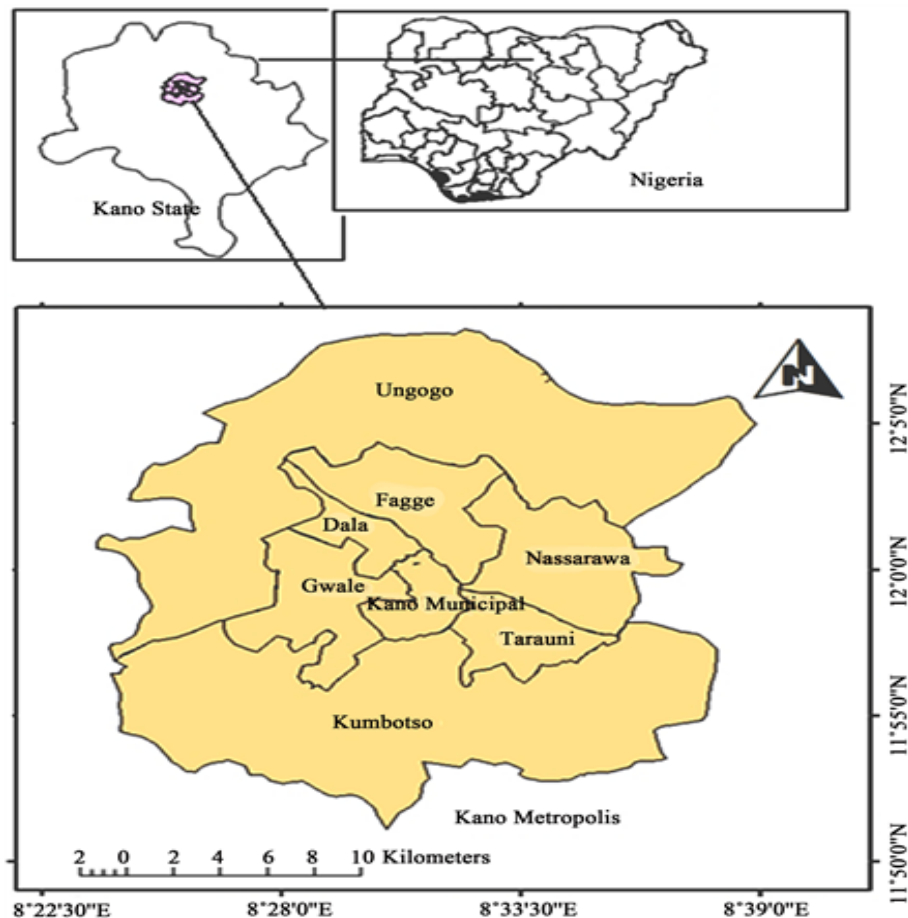 Kano State
Nigeria
N
Ungogo
Fagge
Dala
Nassarawa
Gwale
Kano Municipal
Tarauni
Kumbotso
Kano Metropolis
2 0 2 4 6 8 10 Kilometers
12°5'0"N
12°0'0"N
11°55'0"N
11°50'0"N
8°22'30"E 8°28'0"E 8°33'30"E 8°39'0"E